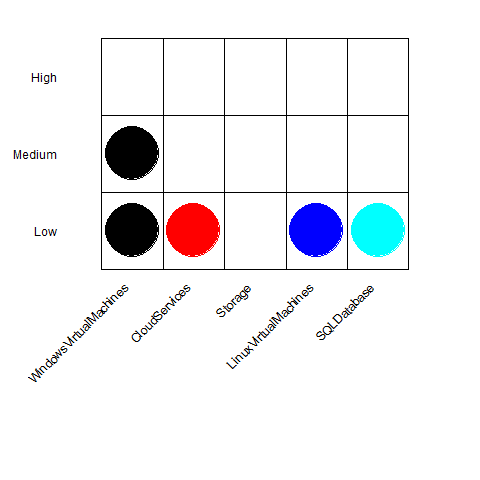 High
Medium
Low
WindowsVirtualMachines
CloudServices
Storage
LinuxVirtualMachines
SQLDatabase